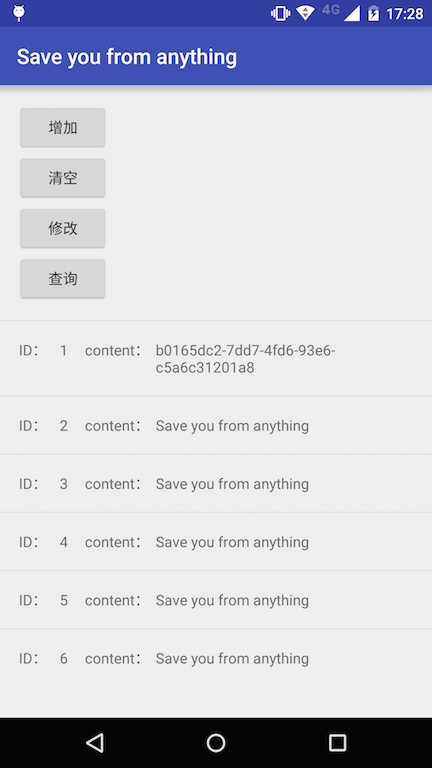 4G 17:28
Save you from anything
增加
清空
修改
查询
ID： 1 content： b0165dc2-7dd7-4fd6-93e6-
c5a6c31201a8
ID： 2 content： Save you from anything
ID： 3 content： Save you from anything
ID： 4 content： Save you from anything
ID： 5 content： Save you from anything
ID： 6 content： Save you from anything